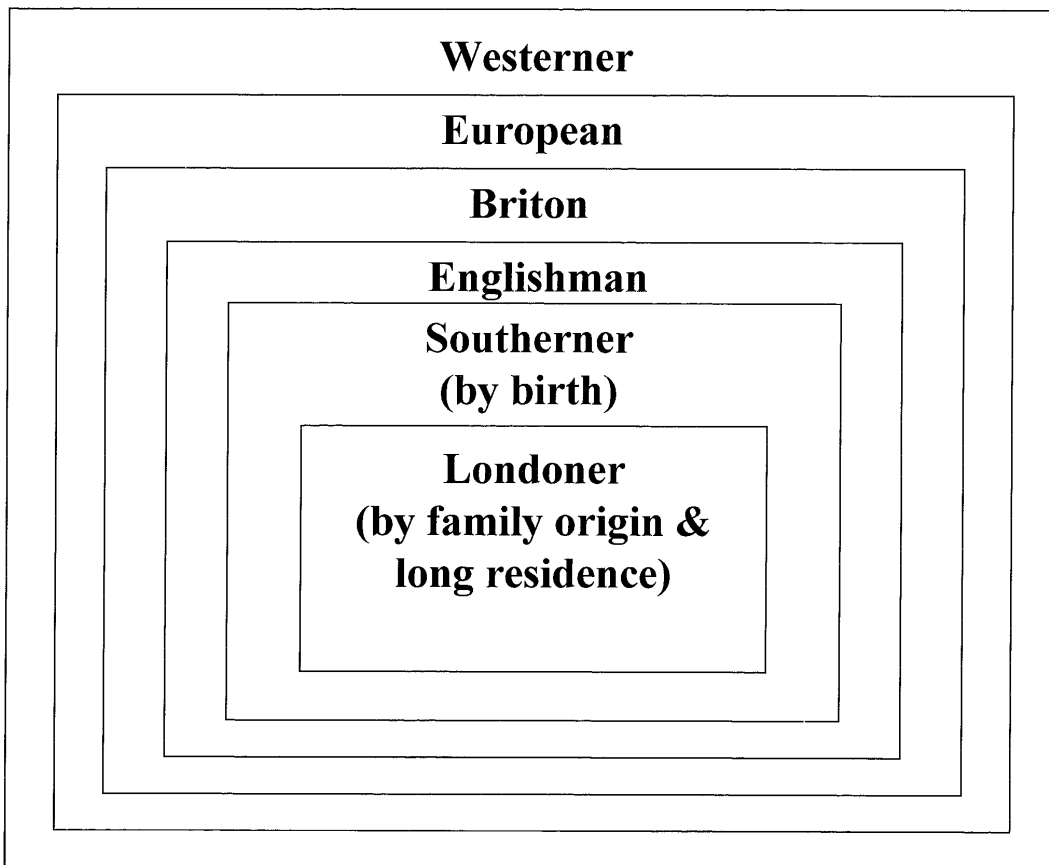 Westerner
European
Briton
Englishman
Southerner
(by birth)
Londoner
(by family origin &
long residence)